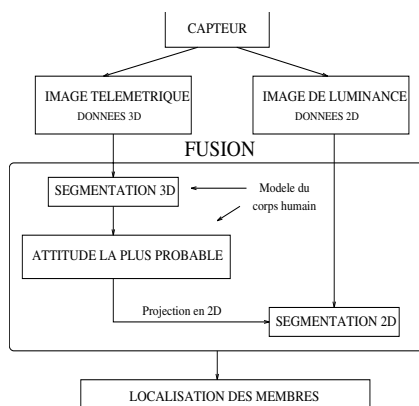 CAPTEUR
IMAGE TELEMETRIQUE
DONNEES 3D
IMAGE DE LUMINANCE
DONNEES 2D
FUSION
SEGMENTATION 3D
Modele du
corps humain
ATTITUDE LA PLUS PROBABLE
Projection en 2D
SEGMENTATION 2D
LOCALISATION DES MEMBRES